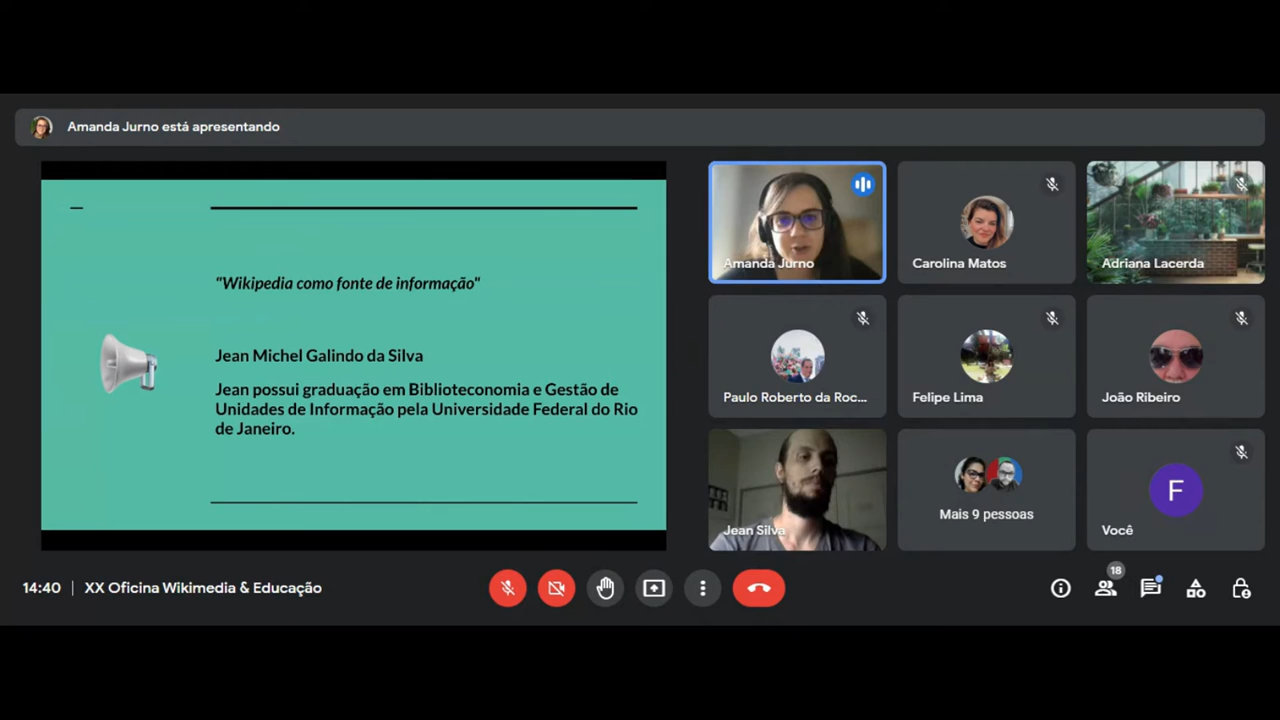 Amanda Jurno está apresentando
"Wikipedia como fonte de informação"
Jean Michel Galindo da Silva
Jean possui graduação em Biblioteconomia e Gestão de
Unidades de Informação pela Universidade Federal do Rio
de Janeiro.
Amanda Jurno
Carolina Matos
Adriana Lacerda
Paulo Roberto da Roc...
Felipe Lima
João Ribeiro
Jean Silva
Mais 9 pessoas
F
Você
14:40 | XX Oficina Wikimedia & Educação
18